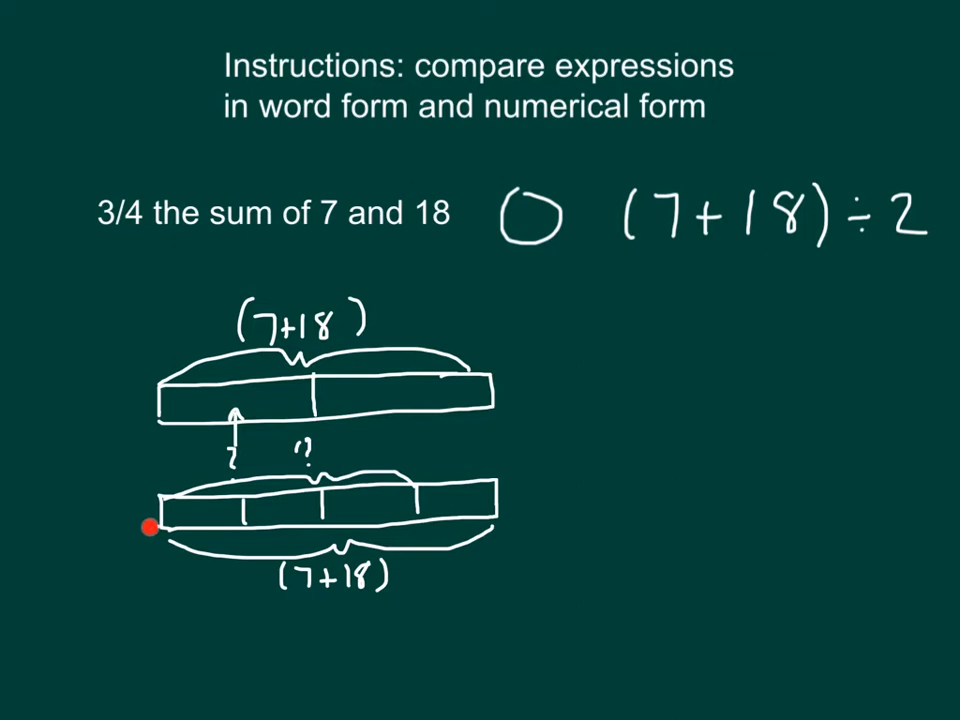 Instructions: compare expressions
in word form and numerical form
3/4 the sum of 7 and 18 (7+18)÷2
(7+18)
?
?
(7+18)